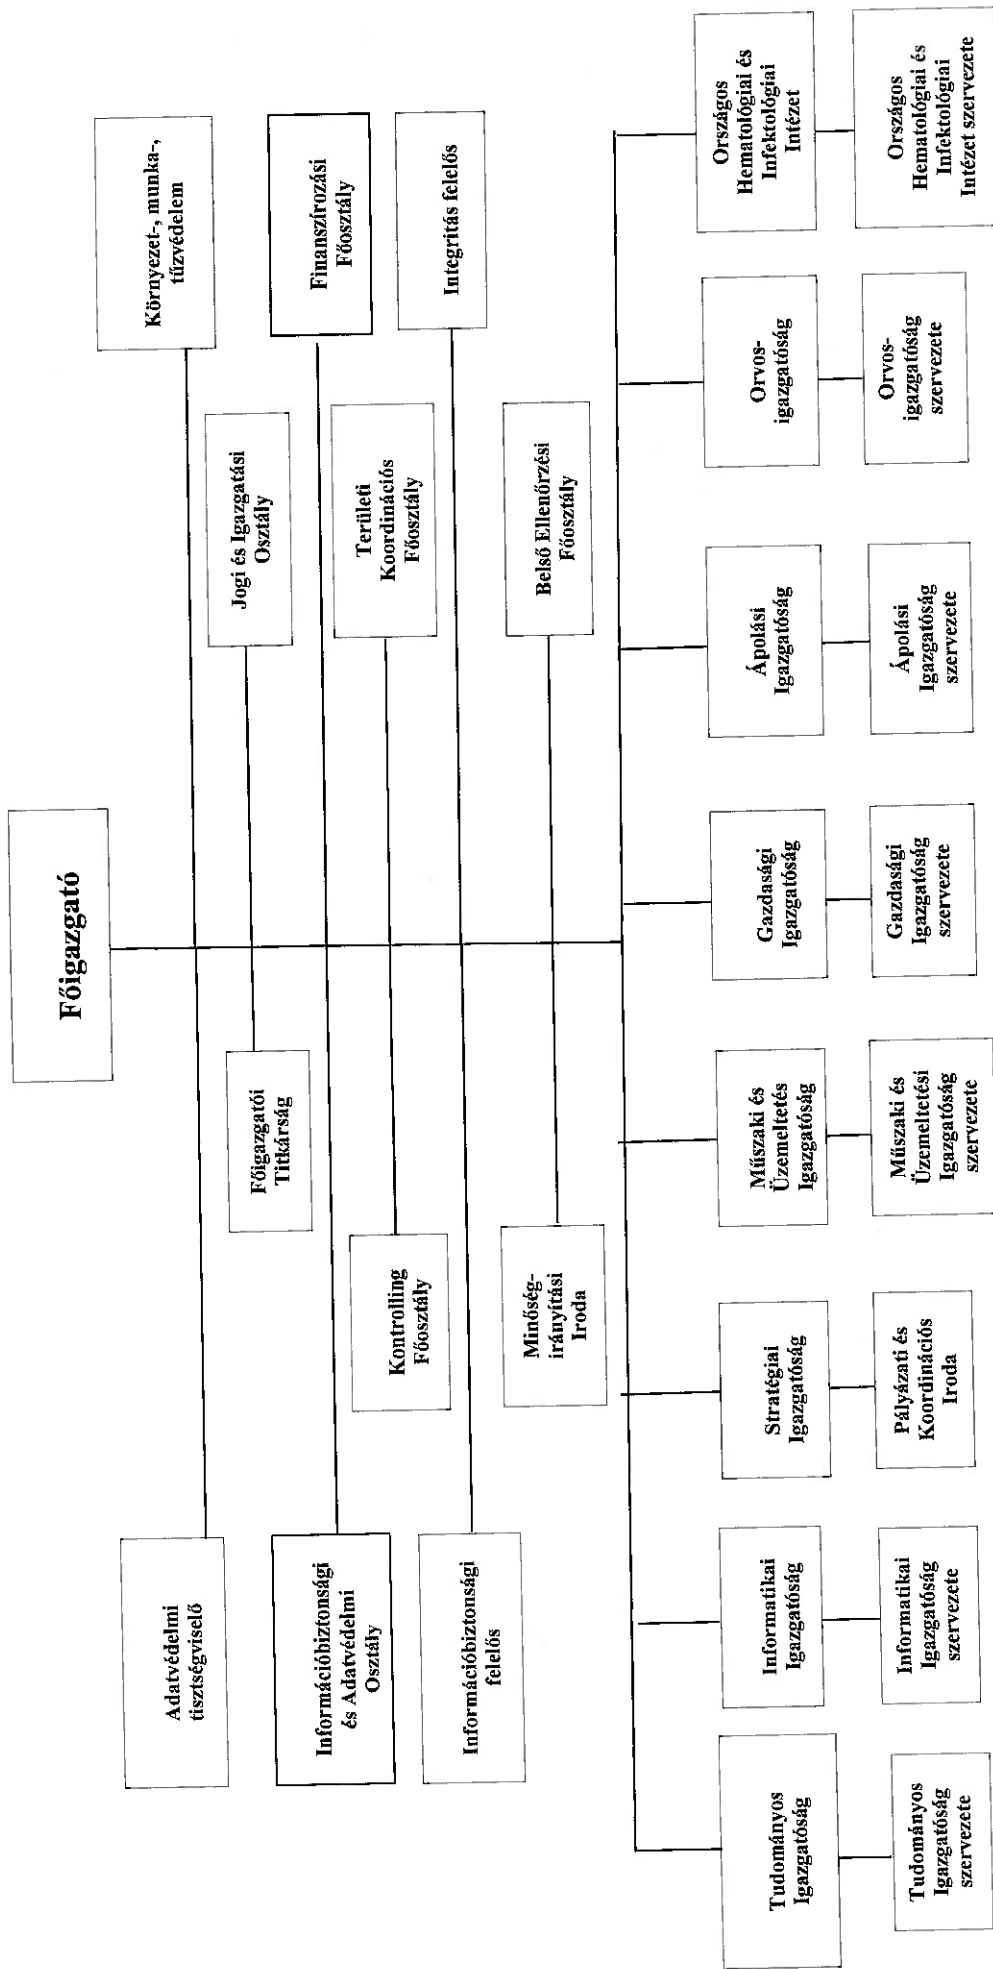 Főigazgató
Adatvédelmi
tisztségviselő
Környezet-, munka-,
tűzvédelem
Főigazgatói
Titkárság
Jogi és Igazgatási
Osztály
Információbiztonsági
és Adatvédelmi
Osztály
Finanszírozási
Főosztály
Kontrolling
Főosztály
Területi
Koordinációs
Főosztály
Információbiztonsági
felelős
Integritás felelős
Minőség-
irányítási
Iroda
Belső Ellenőrzési
Főosztály
Tudományos
Igazgatóság
Informatikai
Igazgatóság
Stratégiai
Igazgatóság
Műszaki és
Üzemeltetés
Igazgatóság
Gazdasági
Igazgatóság
Ápolási
Igazgatóság
Orvos-
igazgatóság
Országos
Hematológiai és
Infektológiai
Intézet
Tudományos
Igazgatóság
szervezete
Informatikai
Igazgatóság
szervezete
Pályázati és
Koordinációs
Iroda
Műszaki és
Üzemeltetési
Igazgatóság
szervezete
Gazdasági
Igazgatóság
szervezete
Ápolási
Igazgatóság
szervezete
Orvos-
igazgatóság
szervezete
Országos
Hematológiai és
Infektológiai
Intézet szervezete